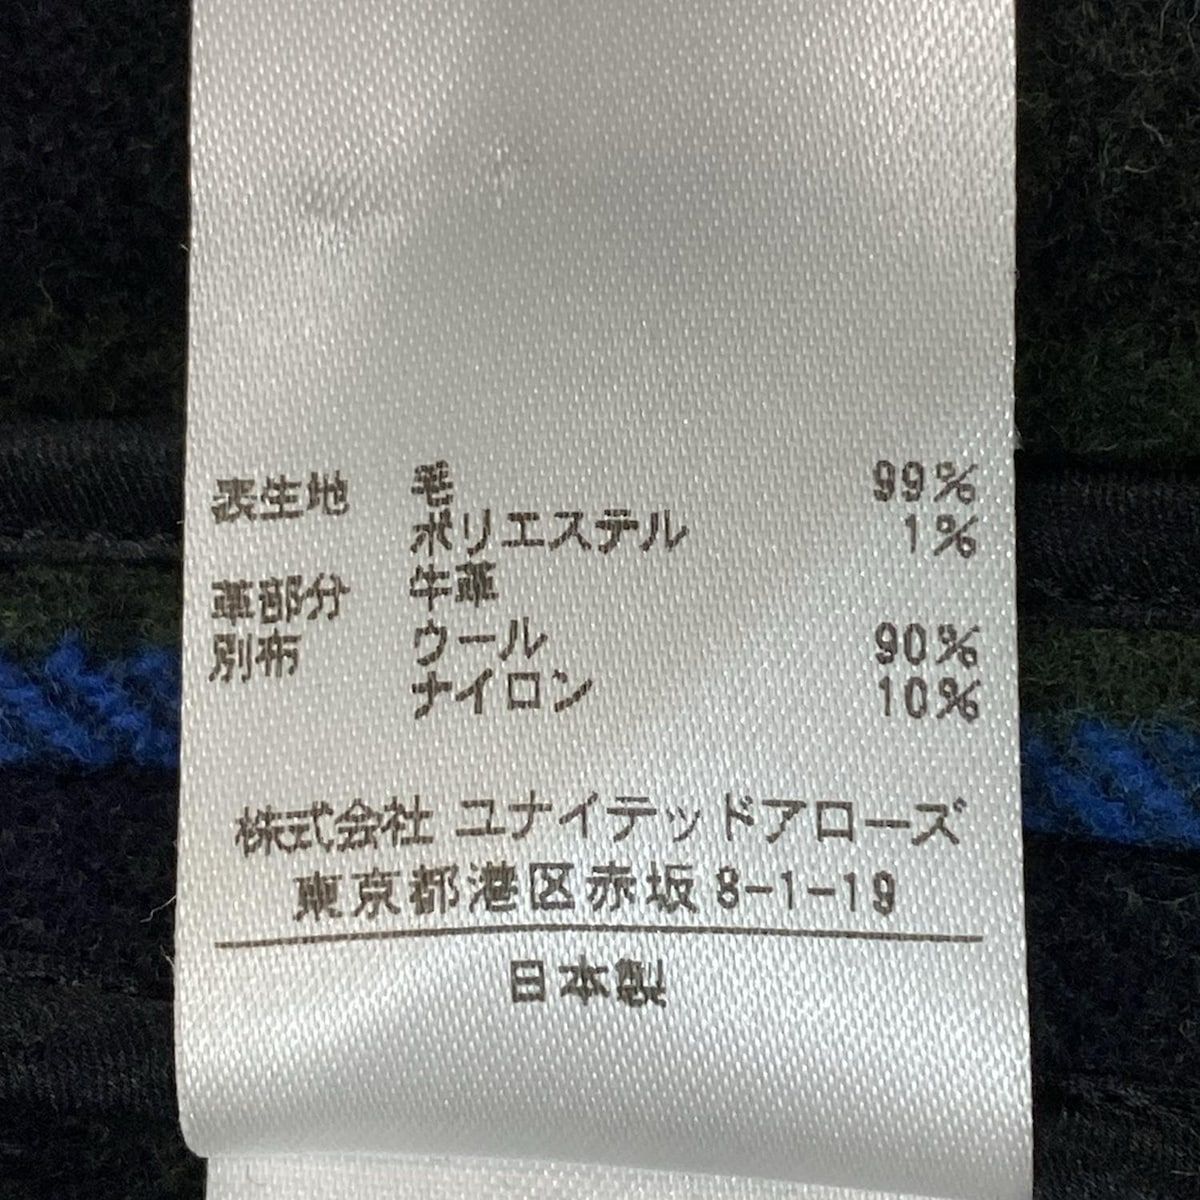 表生地 毛 99%
ポリエステル 1%
革部分 牛革
別布 ウール 90%
ナイロン 10%
株式会社 ユナイテッドアローズ
東京都港区赤坂8-1-19
日本製